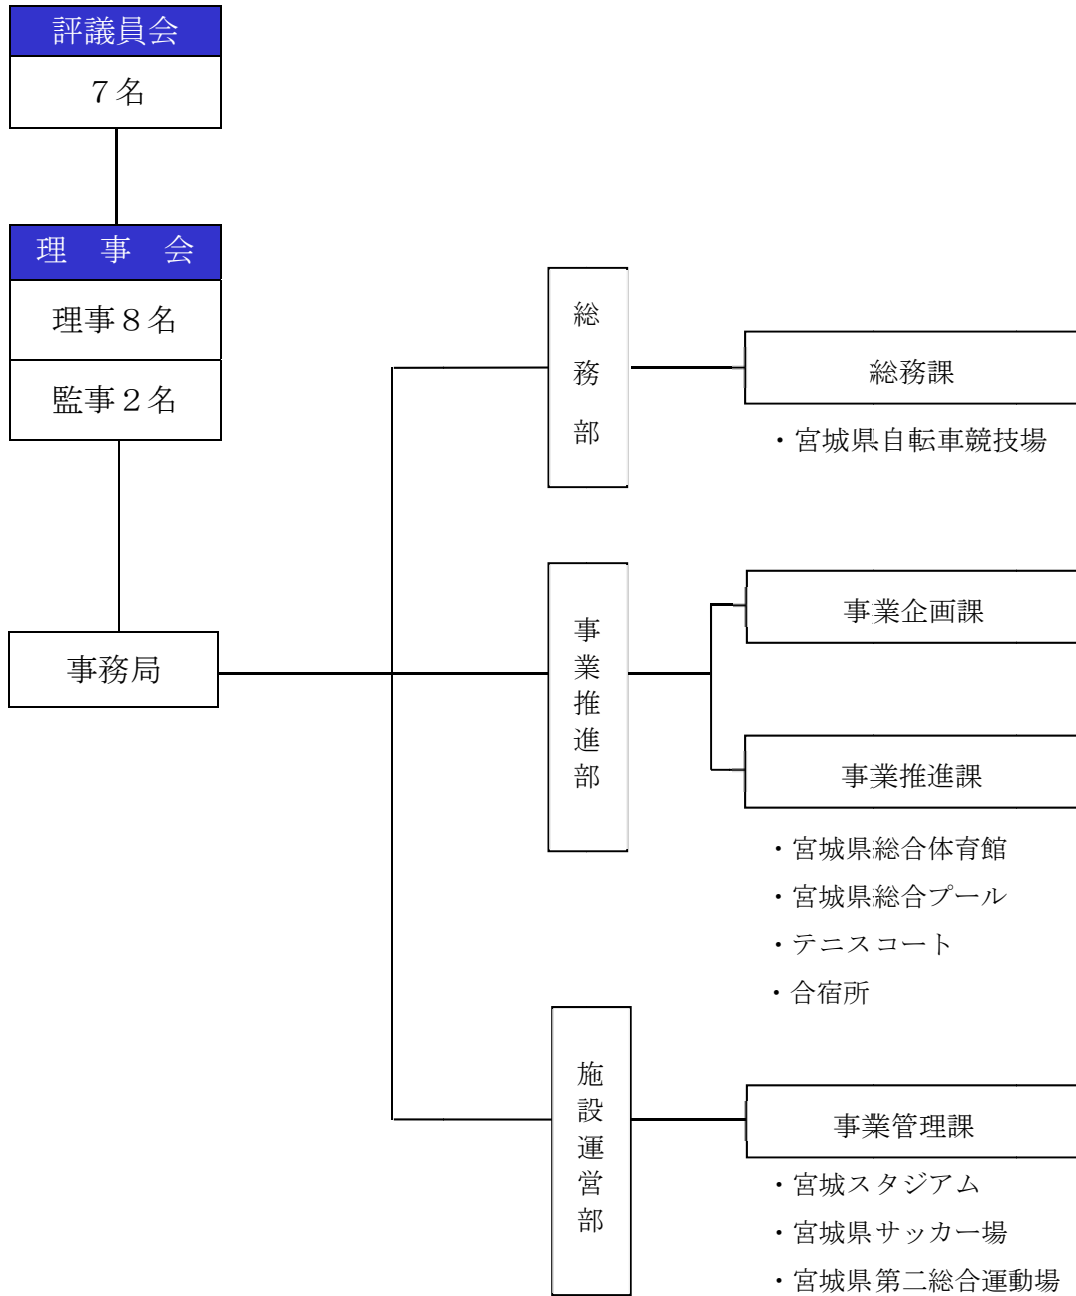 評議員会
７名
理　事　会
理事８名
監事２名
事務局
総務部
総務課
・宮城県自転車競技場
事業推進部
事業企画課
事業推進課
・宮城県総合体育館
・宮城県総合プール
・テニスコート
・合宿所
施設運営部
事業管理課
・宮城スタジアム
・宮城県サッカー場
・宮城県第二総合運動場